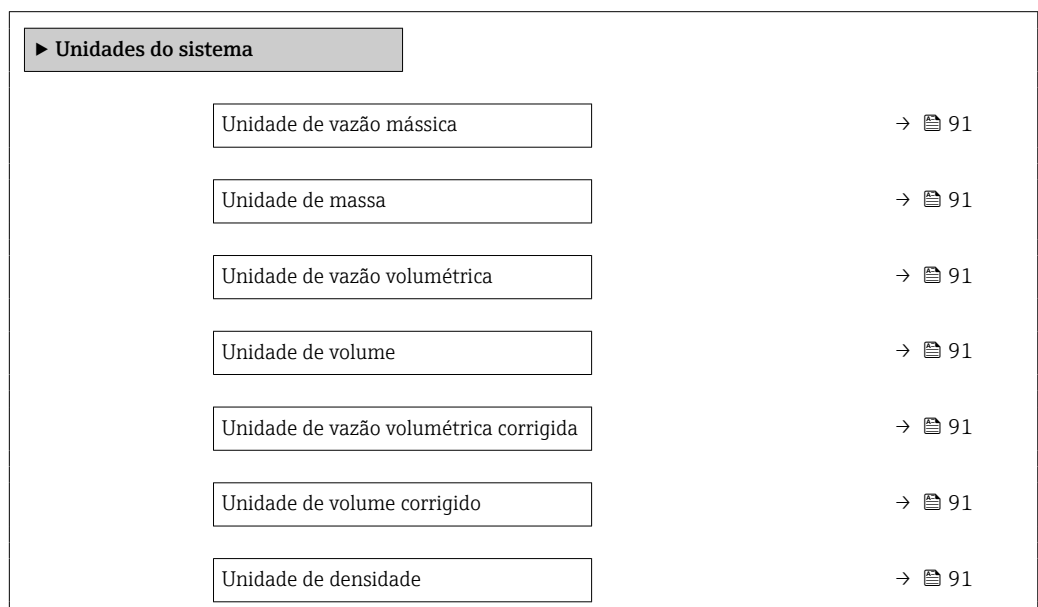 ▶ Unidades do sistema
Unidade de vazão mássica → 91
Unidade de massa → 91
Unidade de vazão volumétrica → 91
Unidade de volume → 91
Unidade de vazão volumétrica corrigida → 91
Unidade de volume corrigido → 91
Unidade de densidade → 91